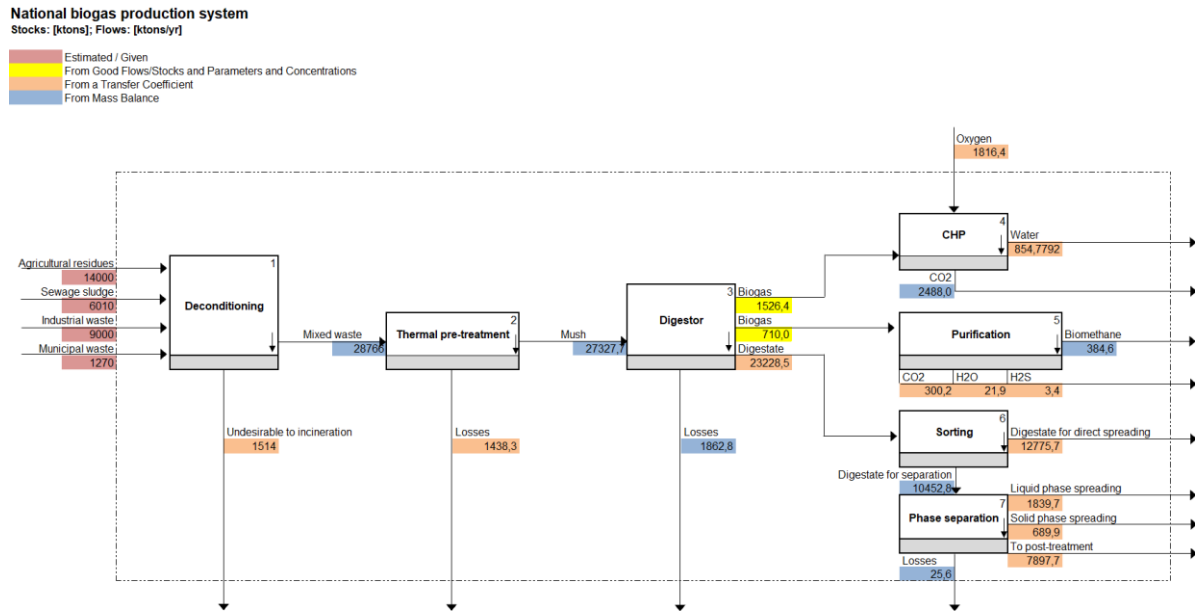 National biogas production system
Stocks: [ktons]; Flows: [ktons/yr]
Estimated / Given
From Good Flows/Stocks and Parameters and Concentrations
From a Transfer Coefficient
From Mass Balance
Oxygen
1816,4
4
CHP
Water
854,7792
CO2
2488,0
Agricultural residues
14000
Sewage sludge
6010
Industrial waste
9000
Municipal waste
1270
1
Deconditioning
Mixed waste
28766
2
Thermal pre-treatment
Mush
27327,7
3
Digestor
Biogas
1526,4
Biogas
710,0
Digestate
23228,5
5
Purification
Biomethane
384,6
CO2 H2O H2S
300,2 21,9 3,4
Undesirable to incineration
1514
Losses
1438,3
Losses
1862,8
6
Sorting
Digestate for direct spreading
12775,7
Digestate for separation
10452,8
7
Phase separation
Liquid phase spreading
1839,7
Solid phase spreading
689,9
To post-treatment
7897,7
Losses
25,6